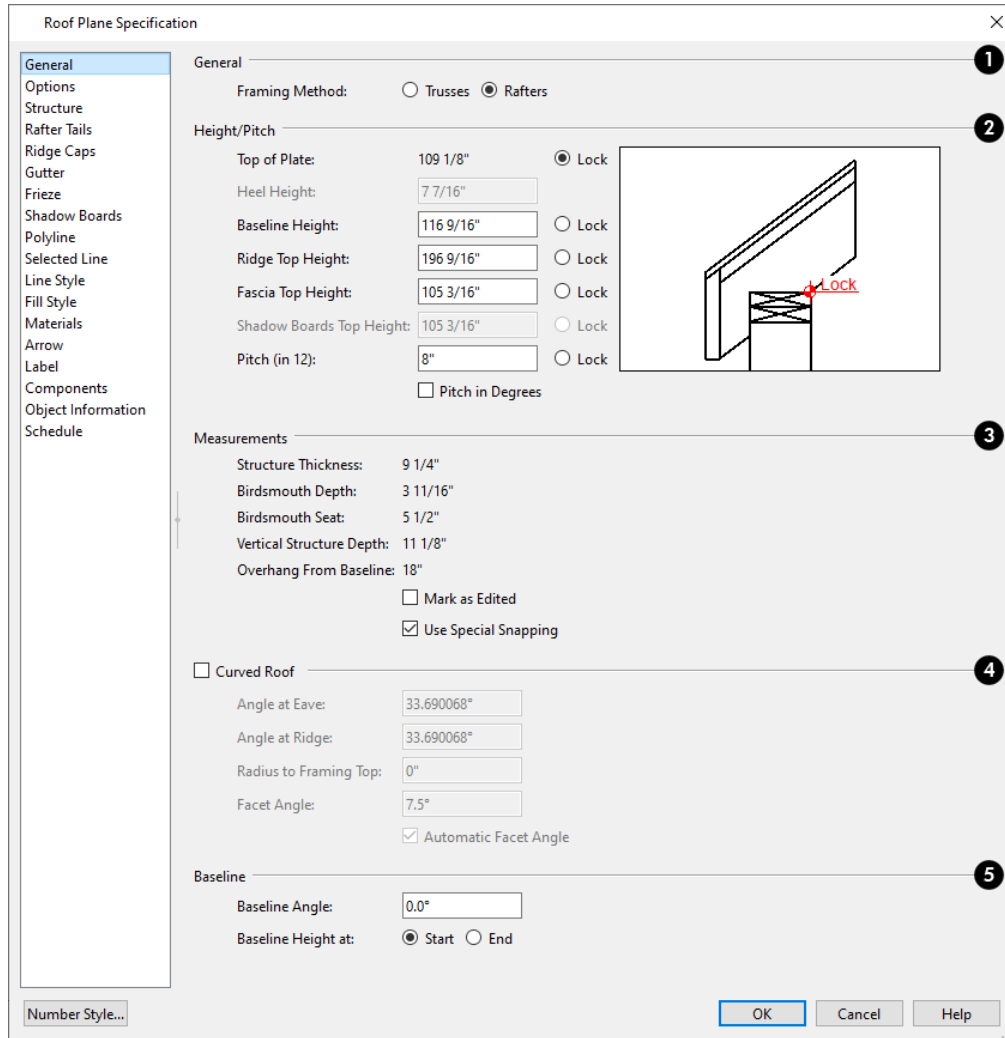 Roof Plane Specification
General
Options
Structure
Rafter Tails
Ridge Caps
Gutter
Frieze
Shadow Boards
Polyline
Selected Line
Line Style
Fill Style
Materials
Arrow
Label
Components
Object Information
Schedule
General 1
Framing Method: Trusses Rafters
Height/Pitch 2
Top of Plate: 109 1/8" Lock
Heel Height: 7 7/16"
Baseline Height: 116 9/16" Lock
Ridge Top Height: 196 9/16" Lock
Fascia Top Height: 105 3/16" Lock
Shadow Boards Top Height: 105 3/16" Lock
Pitch (in 12): 8" Lock
Pitch in Degrees
Lock
Measurements 3
Structure Thickness: 9 1/4"
Birdsmouth Depth: 3 11/16"
Birdsmouth Seat: 5 1/2"
Vertical Structure Depth: 11 1/8"
Overhang From Baseline: 18"
Mark as Edited
Use Special Snapping
Curved Roof 4
Angle at Eave: 33.690068°
Angle at Ridge: 33.690068°
Radius to Framing Top: 0"
Facet Angle: 7.5°
Automatic Facet Angle
Baseline 5
Baseline Angle: 0.0°
Baseline Height at: Start End
Number Style... OK Cancel Help